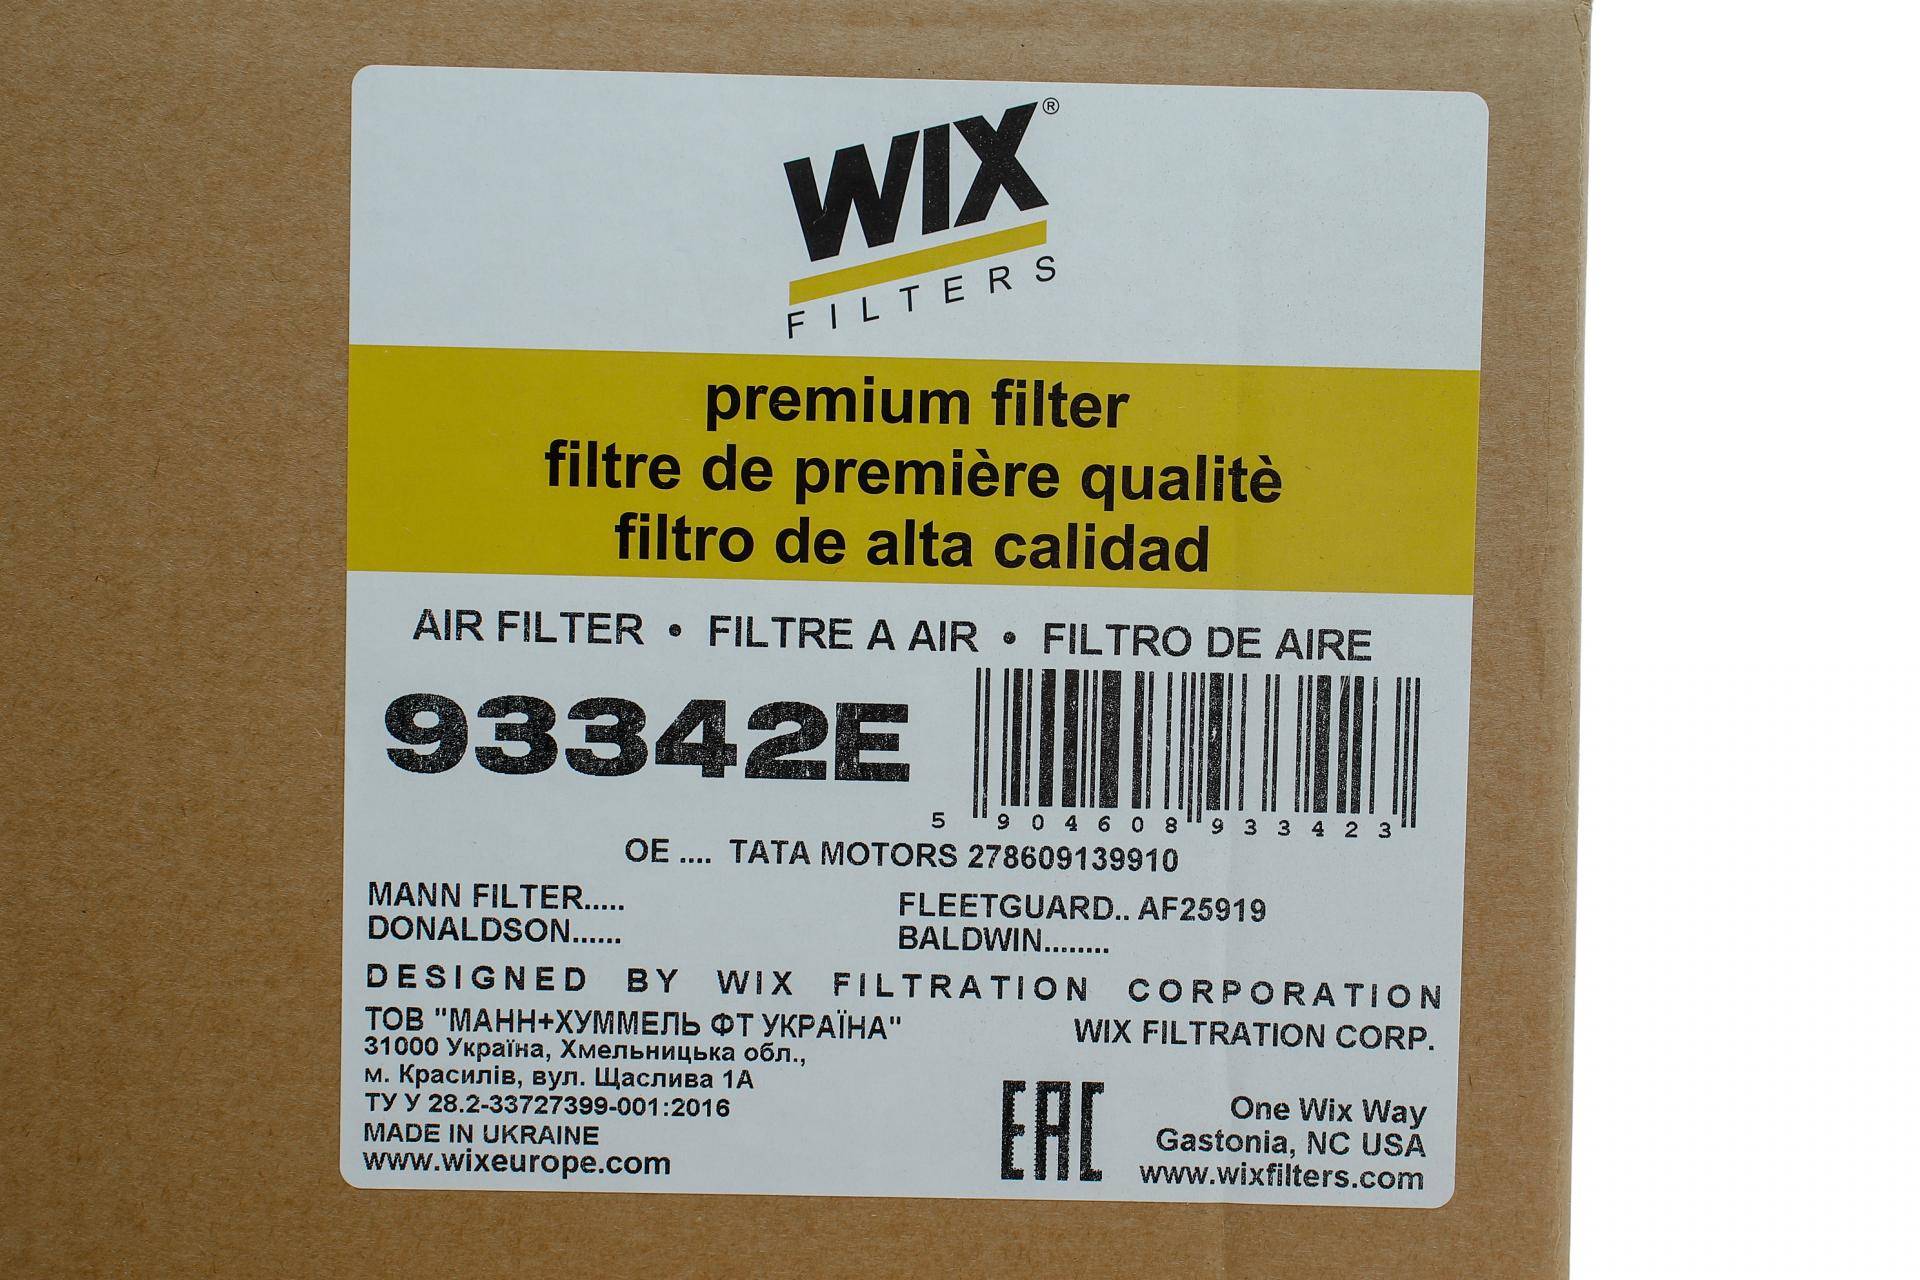 WIX®
FILTERS
premium filter
filtre de première qualitè
filtro de alta calidad
AIR FILTER • FILTRE A AIR • FILTRO DE AIRE
93342E
5 904608 933423
OE .... TATA MOTORS 278609139910
MANN FILTER..... FLEETGUARD.. AF25919
DONALDSON...... BALDWIN........
DESIGNED BY WIX FILTRATION CORPORATION
ТОВ "МАНН+ХУММЕЛЬ ФТ УКРАЇНА" WIX FILTRATION CORP.
31000 Україна, Хмельницька обл.,
м. Красилів, вул. Щаслива 1А
ТУ У 28.2-33727399-001:2016
MADE IN UKRAINE
www.wixeurope.com
EAC
One Wix Way
Gastonia, NC USA
www.wixfilters.com